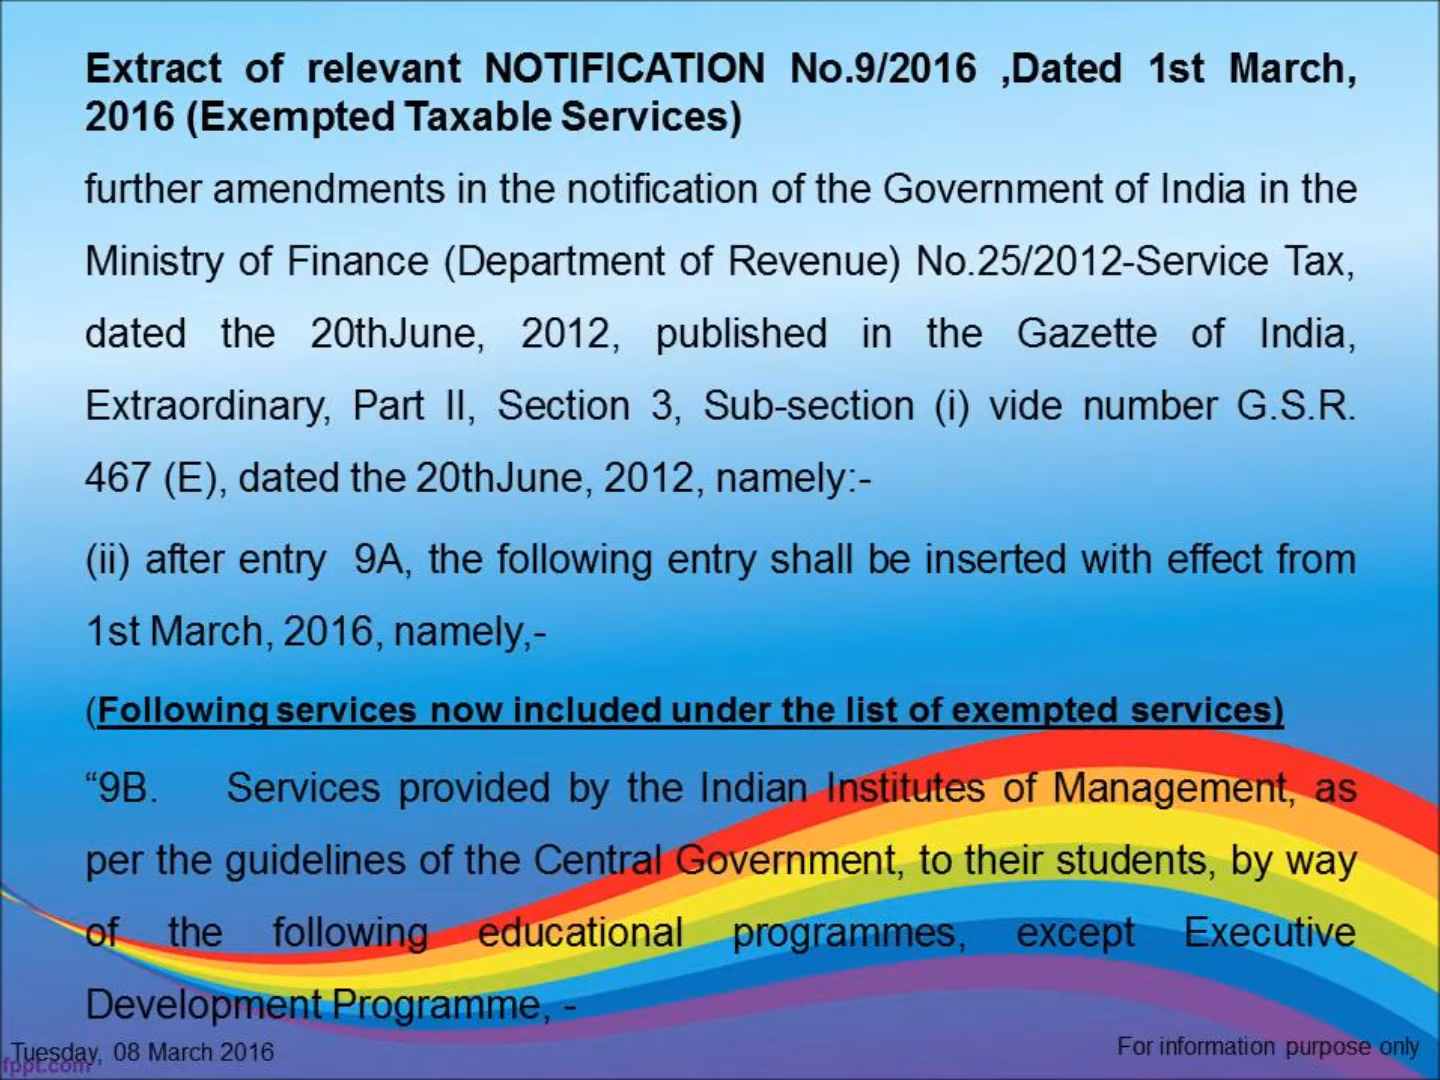 Extract of relevant NOTIFICATION No.9/2016 ,Dated 1st March,
2016 (Exempted Taxable Services)
further amendments in the notification of the Government of India in the
Ministry of Finance (Department of Revenue) No.25/2012-Service Tax,
dated the 20thJune, 2012, published in the Gazette of India,
Extraordinary, Part II, Section 3, Sub-section (i) vide number G.S.R.
467 (E), dated the 20thJune, 2012, namely:-
(ii) after entry 9A, the following entry shall be inserted with effect from
1st March, 2016, namely,-
(Following services now included under the list of exempted services)
“9B. Services provided by the Indian Institutes of Management, as
per the guidelines of the Central Government, to their students, by way
of the following educational programmes, except Executive
Development Programme, -
Tuesday, 08 March 2016
For information purpose only
fppt.com